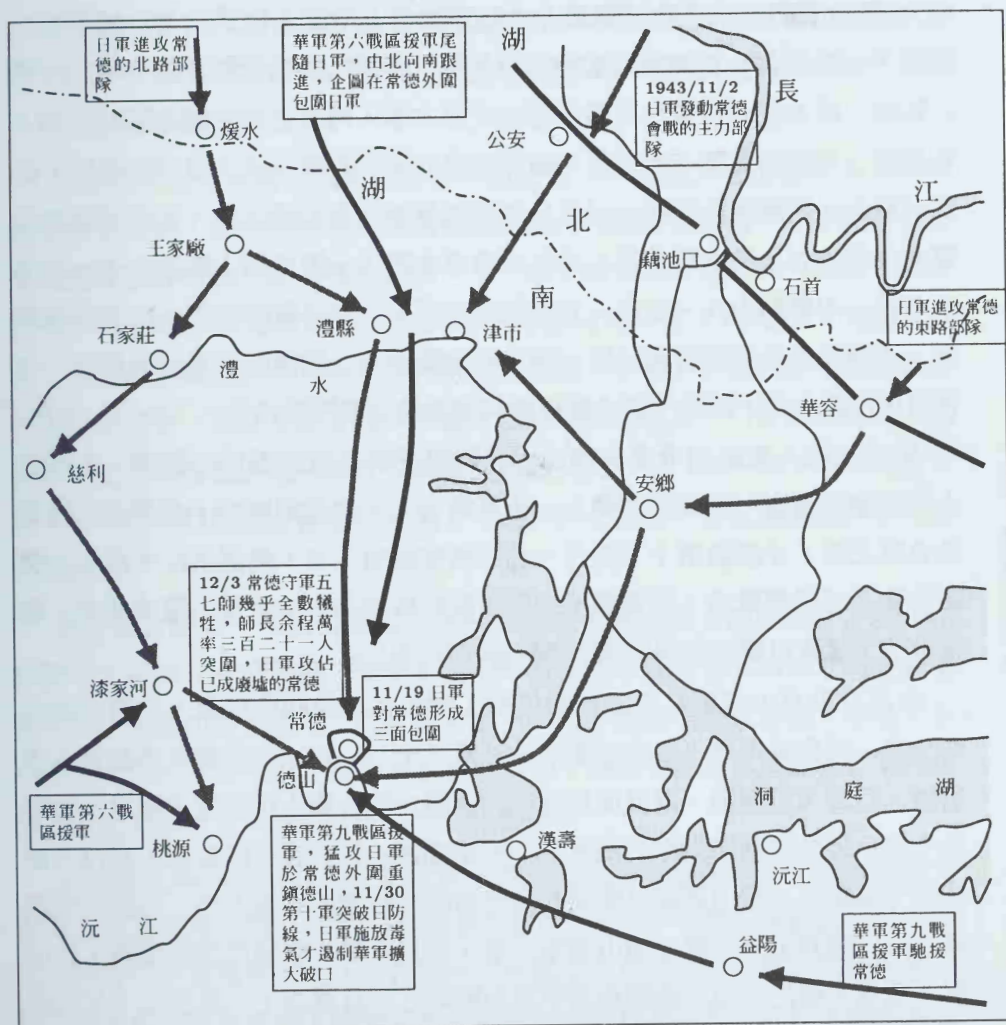 日軍進攻常
德的北路部
隊
華軍第六戰區援軍尾
隨日軍，由北向南跟
進，企圖在常德外圍
包圍日軍
湖
1943/11/2
日軍發動常德
會戰的主力部
隊
長
江
煖水
公安
湖
北
王家廠
藕池口
石首
南
日軍進攻常德
的東路部隊
石家莊
澧縣
津市
澧
水
華容
慈利
安鄉
12/3 常德守軍五
七師幾乎全數犧
牲，師長余程萬
率三百二十一人
突圍，日軍攻佔
已成廢墟的常德
漆家河
11/19 日軍
對常德形成
三面包圍
常德
德山
華軍第六戰
區援軍
桃源
沅
江
華軍第九戰區援
軍，猛攻日軍
於常德外圍重
鎮德山，11/30
第十軍突破日防
線，日軍施放毒
氣才遏制華軍擴
大破口
漢壽
洞
庭
湖
沅江
益陽
華軍第九戰
區援軍馳援
常德